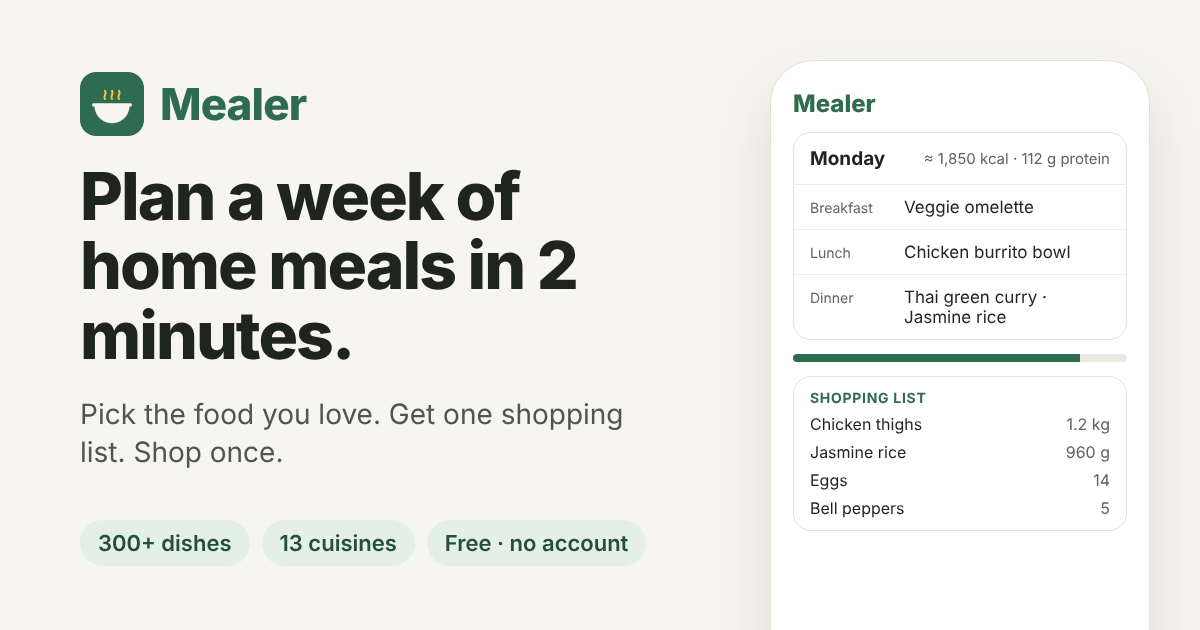 Mealer
Plan a week of
home meals in 2
minutes.
Pick the food you love. Get one shopping
list. Shop once.
300+ dishes
13 cuisines
Free · no account
Mealer
Monday ≈ 1,850 kcal · 112 g protein
Breakfast Veggie omelette
Lunch Chicken burrito bowl
Dinner Thai green curry ·
Jasmine rice
SHOPPING LIST
Chicken thighs 1.2 kg
Jasmine rice 960 g
Eggs 14
Bell peppers 5